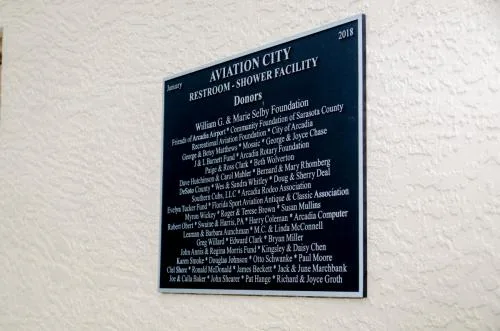 January 2018
AVIATION CITY
RESTROOM - SHOWER FACILITY
Donors
William G. & Marie Selby Foundation
Friends of Arcadia Airport * Community Foundation of Sarasota County
Recreational Aviation Foundation * City of Arcadia
George & Betsy Matthews * Mosaic * George & Joyce Chase
J & L Barnett Fund * Arcadia Rotary Foundation
Paige & Ross Clark * Beth Wolverton
Dave Hutchinson & Carol Mahler * Bernard & Mary Rhomberg
DeSoto County * Wes & Sandra Whitley * Doug & Sherry Deal
Southern Cubs, LLC * Arcadia Rodeo Association
Evelyn Tucker Fund * Florida Sport Aviation Antique & Classic Association
Myron Wickey * Roger & Terese Brown * Susan Mullins
Robert Obert * Swaise & Harris, PA * Harry Coleman * Arcadia Computer
Leaman & Barbara Aunchman * M.C. & Linda McConnell
Greg Willard * Edward Clark * Bryan Miller
John Annis & Regina Morris Fund * Kingsley & Daisy Chen
Karen Stroke * Douglas Johnson * Otto Schwanke * Paul Moore
Clel Shore * Ronald McDonald * James Beckett * Jack & June Marchbank
Joe & Calla Baker * John Shearer * Pat Hange * Richard & Joyce Groth